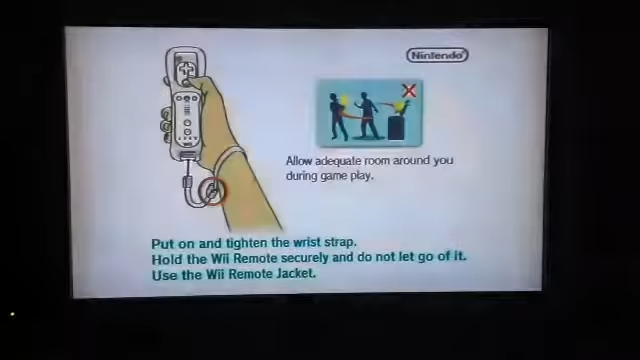 Nintendo
Allow adequate room around you
during game play.
Put on and tighten the wrist strap.
Hold the Wii Remote securely and do not let go of it.
Use the Wii Remote Jacket.